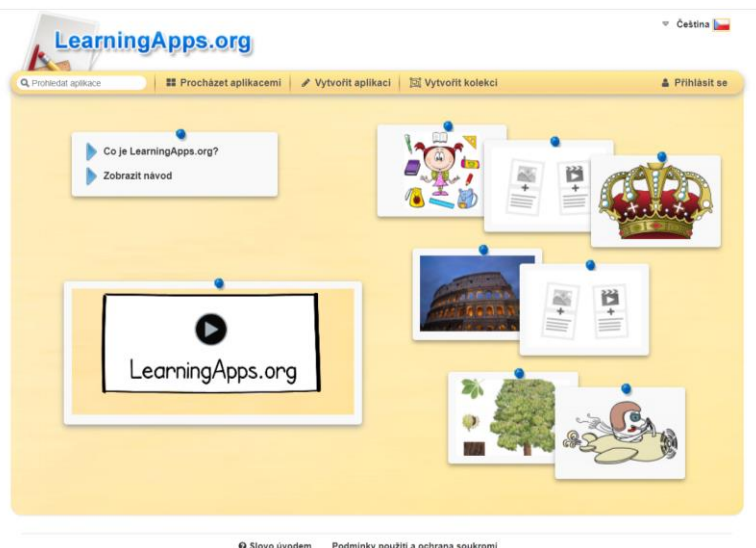 Čeština
LearningApps.org
Prohledat aplikace
Procházet aplikacemi
Vytvořit aplikaci
Vytvořit kolekci
Přihlásit se
Co je LearningApps.org?
Zobrazit návod
LearningApps.org
Slovo úvodem
Podmínky použití a ochrana soukromí